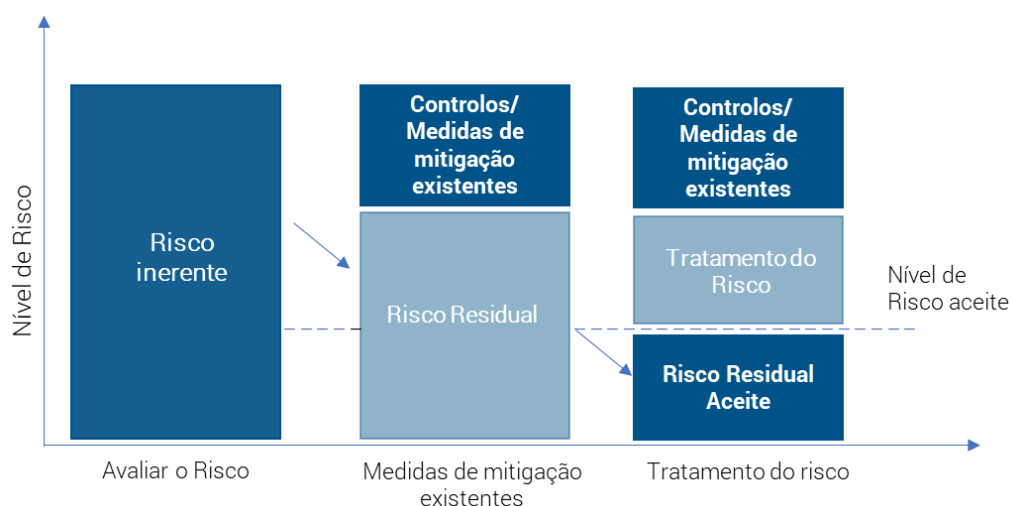 Nível de Risco
Risco
inerente
Controlos/
Medidas de
mitigação
existentes
Risco Residual
Controlos/
Medidas de
mitigação
existentes
Tratamento do
Risco
Risco Residual
Aceite
Nível de
Risco aceite
Avaliar o Risco
Medidas de mitigação
existentes
Tratamento do risco